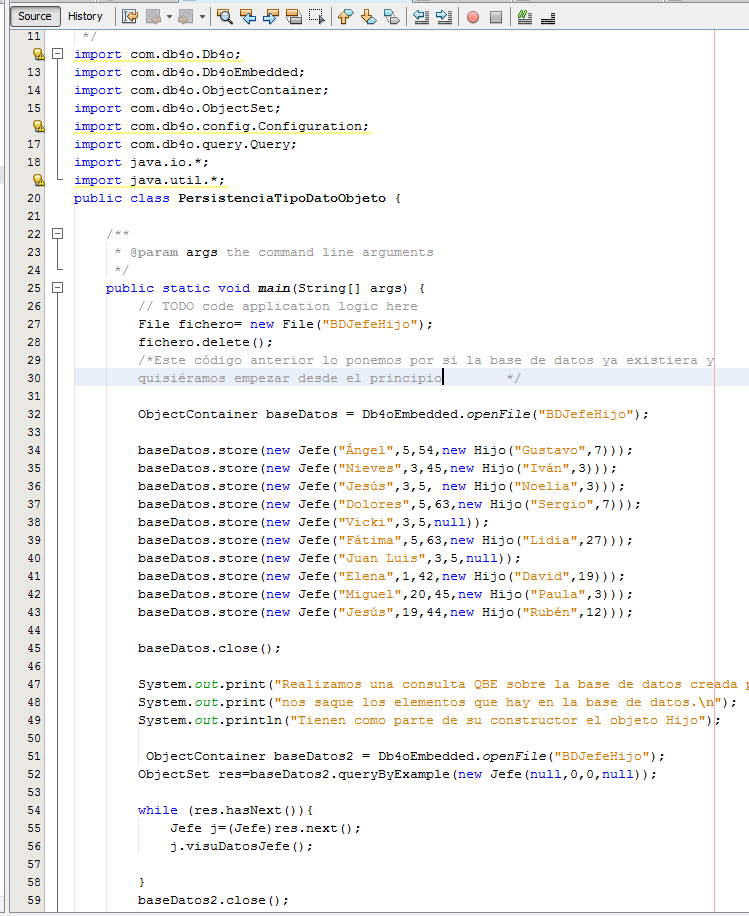 Source History
11 */
import com.db4o.Db4o;
13 import com.db4o.Db4oEmbedded;
14 import com.db4o.ObjectContainer;
15 import com.db4o.ObjectSet;
import com.db4o.config.Configuration;
17 import com.db4o.query.Query;
18 import java.io.*;
import java.util.*;
20 public class PersistenciaTipoDatoObjeto {
21
22 /**
23 * @param args the command line arguments
24 */
25 public static void main(String[] args) {
26 // TODO code application logic here
27 File fichero= new File("BDJefeHijo");
28 fichero.delete();
29 /*Este código anterior lo ponemos por si la base de datos ya existiera y
30 quisiéramos empezar desde el principio */
31
32 ObjectContainer baseDatos = Db4oEmbedded.openFile("BDJefeHijo");
33
34 baseDatos.store(new Jefe("Ángel",5,54,new Hijo("Gustavo",7)));
35 baseDatos.store(new Jefe("Nieves",3,45,new Hijo("Iván",3)));
36 baseDatos.store(new Jefe("Jesús",3,5, new Hijo("Noelia",3)));
37 baseDatos.store(new Jefe("Dolores",5,63,new Hijo("Sergio",7)));
38 baseDatos.store(new Jefe("Vicki",3,5,null));
39 baseDatos.store(new Jefe("Fátima",5,63,new Hijo("Lidia",27)));
40 baseDatos.store(new Jefe("Juan Luis",3,5,null));
41 baseDatos.store(new Jefe("Elena",1,42,new Hijo("David",19)));
42 baseDatos.store(new Jefe("Miguel",20,45,new Hijo("Paula",3)));
43 baseDatos.store(new Jefe("Jesús",19,44,new Hijo("Rubén",12)));
44
45 baseDatos.close();
46
47 System.out.print("Realizamos una consulta QBE sobre la base de datos creada
48 System.out.print("nos saque los elementos que hay en la base de datos.\n");
49 System.out.println("Tienen como parte de su constructor el objeto Hijo");
50
51 ObjectContainer baseDatos2 = Db4oEmbedded.openFile("BDJefeHijo");
52 ObjectSet res=baseDatos2.queryByExample(new Jefe(null,0,0,null));
53
54 while (res.hasNext()){
55 Jefe j=(Jefe)res.next();
56 j.visuDatosJefe();
57
58 }
59 baseDatos2.close();